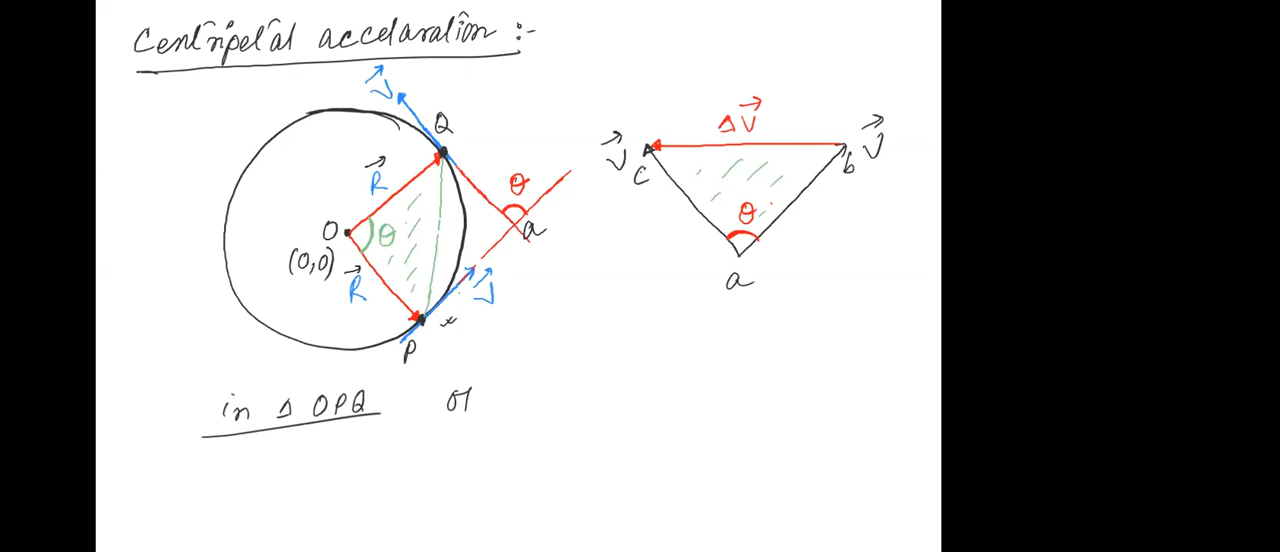 Centripetal accelaration :-
V⃗
Q
R⃗
θ
a
O
θ
(0,0)
R⃗
V⃗
P
ΔV⃗
V⃗
V⃗
c
b
θ
a
in Δ OPQ